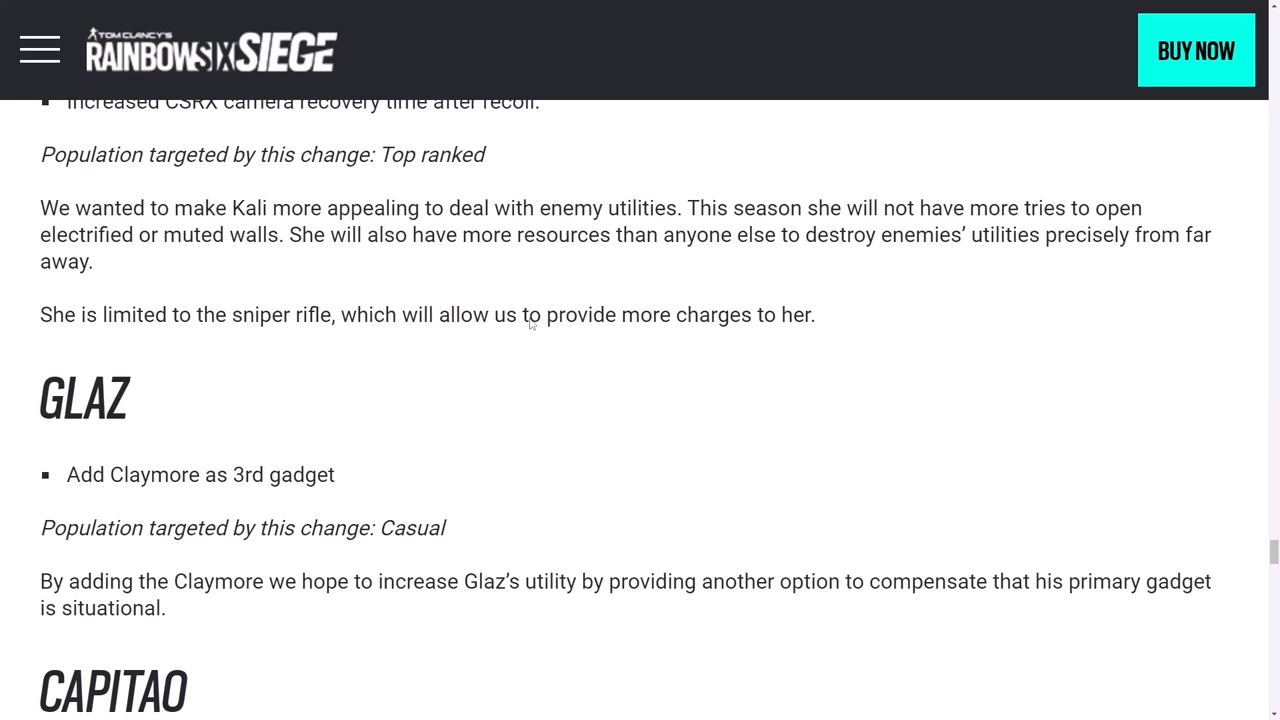 TOM CLANCY'S
RAINBOWSIX SIEGE
BUY NOW
▪ Increased CSRX camera recovery time after recoil.
Population targeted by this change: Top ranked
We wanted to make Kali more appealing to deal with enemy utilities. This season she will not have more tries to open
electrified or muted walls. She will also have more resources than anyone else to destroy enemies’ utilities precisely from far
away.
She is limited to the sniper rifle, which will allow us to provide more charges to her.
GLAZ
▪ Add Claymore as 3rd gadget
Population targeted by this change: Casual
By adding the Claymore we hope to increase Glaz’s utility by providing another option to compensate that his primary gadget
is situational.
CAPITAO